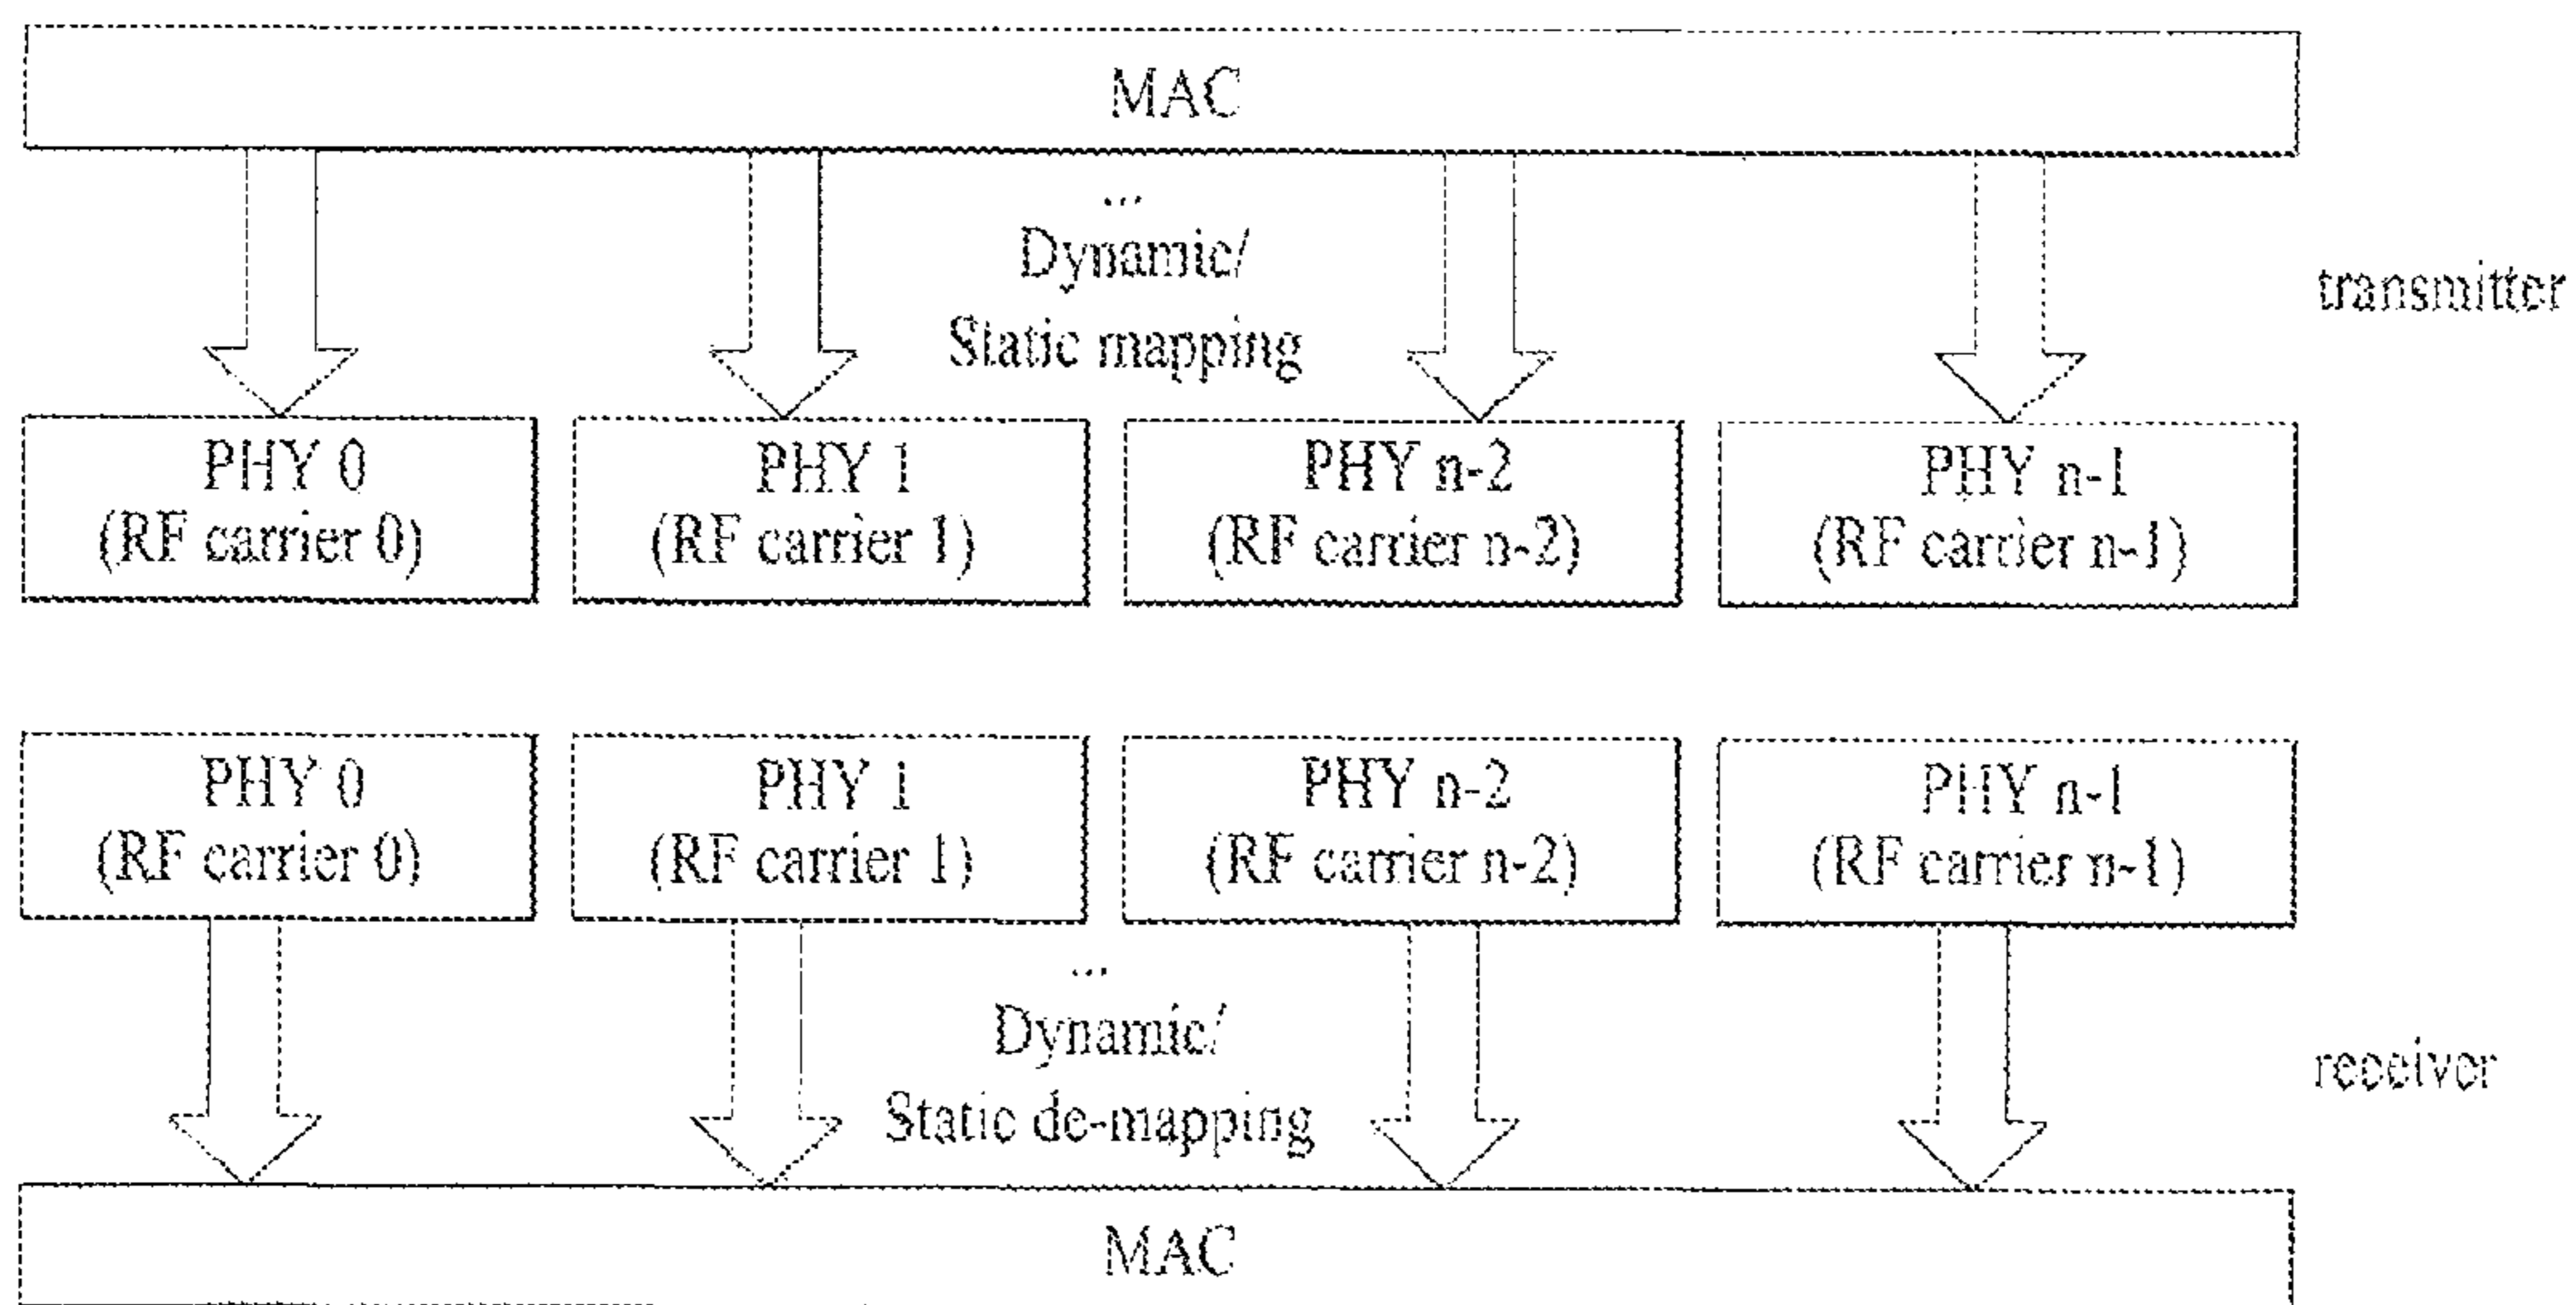 MAC
...
Dynamic/
Static mapping
transmitter
PHY 0
(RF carrier 0)
PHY 1
(RF carrier 1)
PHY n-2
(RF carrier n-2)
PHY n-1
(RF carrier n-1)
PHY 0
(RF carrier 0)
PHY 1
(RF carrier 1)
PHY n-2
(RF carrier n-2)
PHY n-1
(RF carrier n-1)
...
Dynamic/
Static de-mapping
receiver
MAC